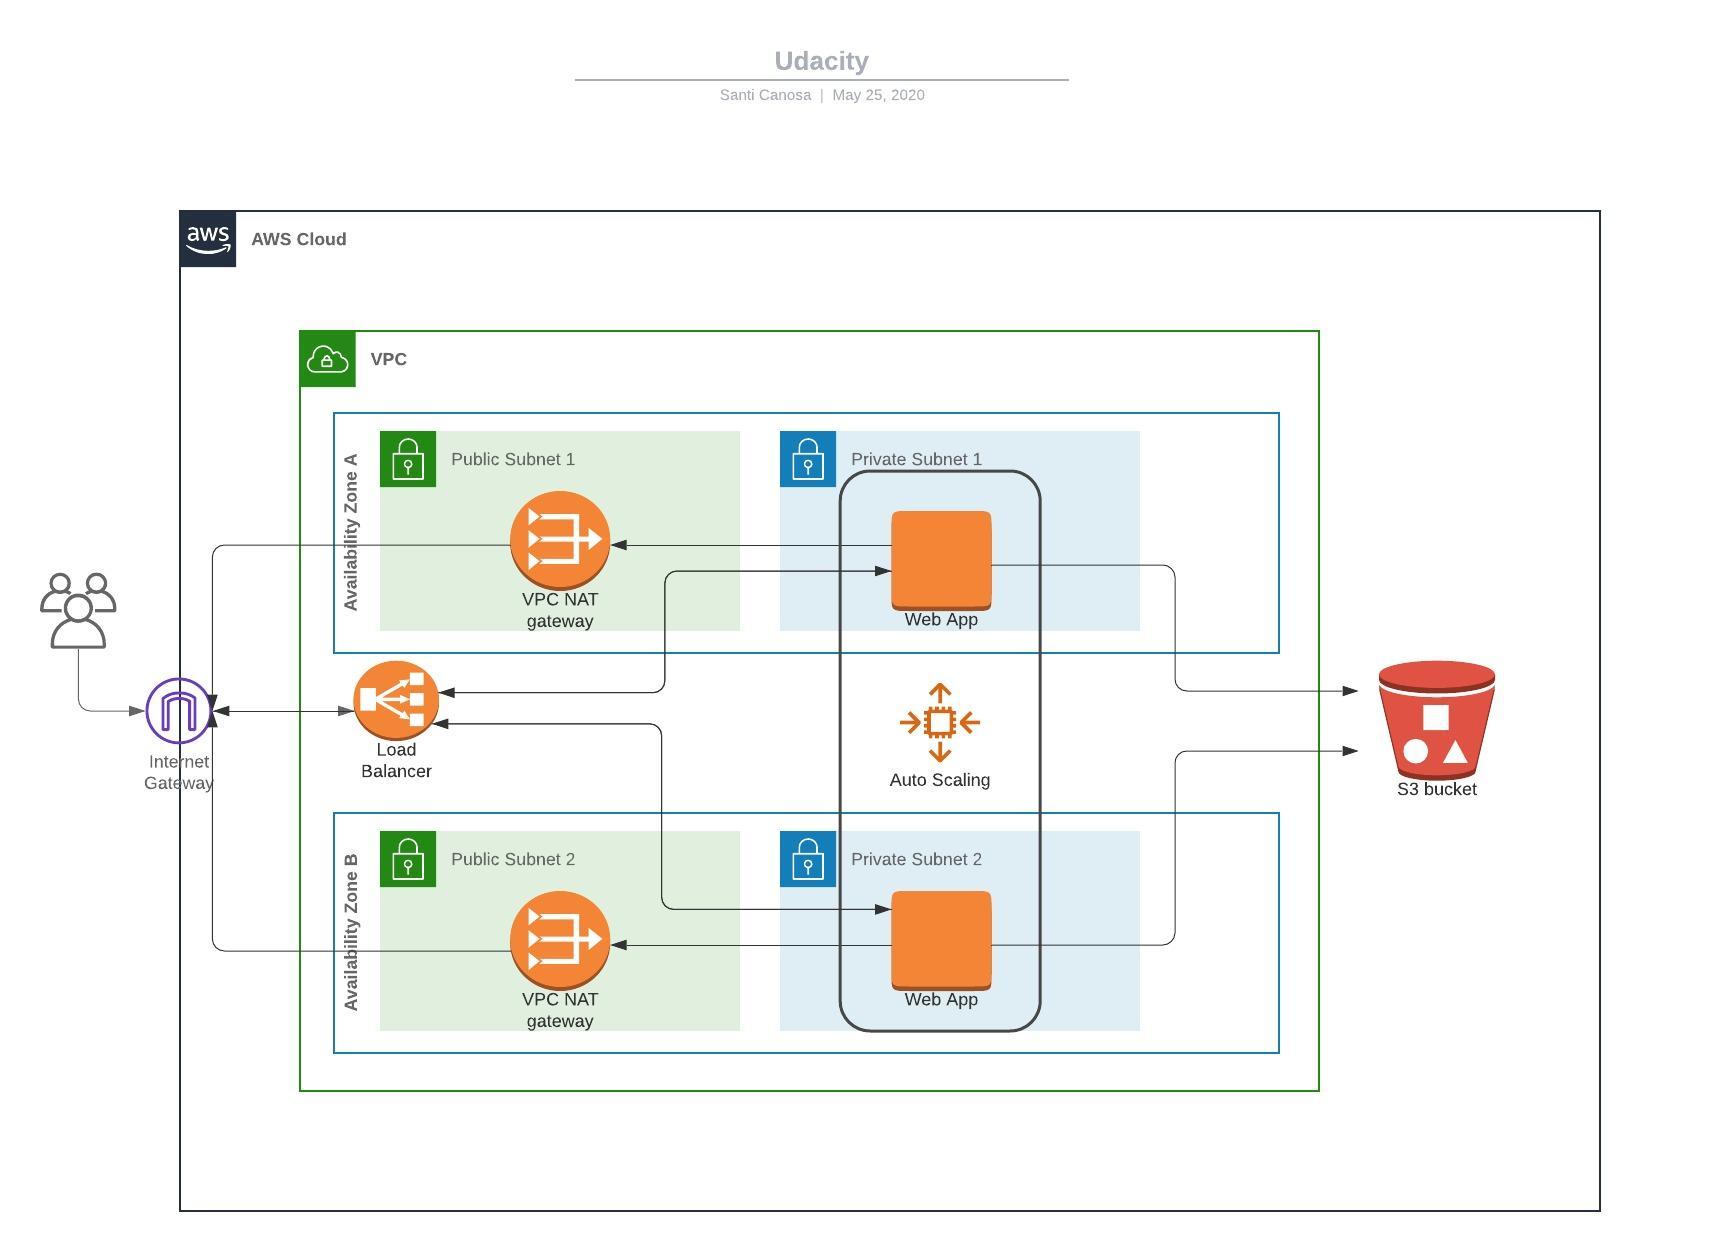 Udacity
Santi Canosa | May 25, 2020
aws
AWS Cloud
VPC
Availability Zone A
Public Subnet 1
VPC NAT
gateway
Private Subnet 1
Web App
Internet
Gateway
Load
Balancer
Auto Scaling
S3 bucket
Availability Zone B
Public Subnet 2
VPC NAT
gateway
Private Subnet 2
Web App